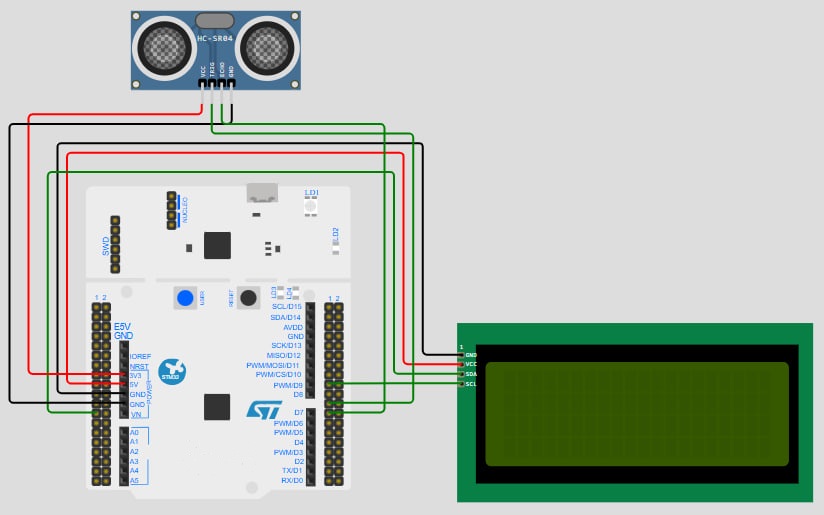 HC-SR04
VCC
TRIG
ECHO
GND
NUCLEO
LD1
SWD
LD2
USER
RESET
LD3
LD4
1 2
1 2
E5V
GND
IOREF
NRST
3V3
5V
GND
GND
VIN
POWER
A0
A1
A2
A3
A4
A5
STM32
SCL/D15
SDA/D14
AVDD
GND
SCK/D13
MISO/D12
PWM/MOSI/D11
PWM/CS/D10
PWM/D9
D8
D7
PWM/D6
PWM/D5
D4
PWM/D3
D2
TX/D1
RX/D0
1
GND
VCC
SDA
SCL